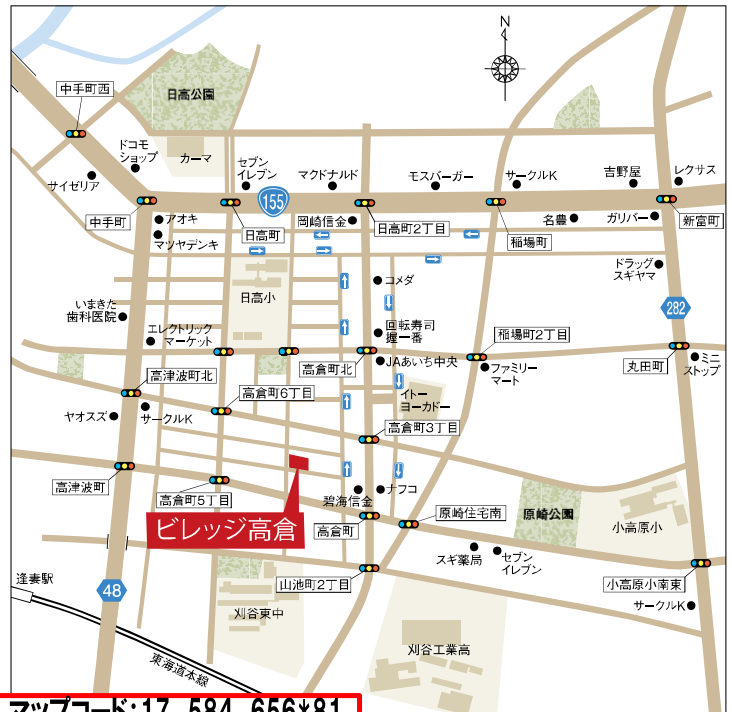 N
中手町西
日高公園
ドコモ
ショップ
カーマ
セブン
イレブン
マクドナルド
モスバーガー
サークルK
吉野屋
レクサス
サイゼリア
155
中手町
アオキ
日高町
岡崎信金
日高町2丁目
稲場町
名豊
ガリバー
新富町
マツヤデンキ
ドラッグ
スギヤマ
日高小
コメダ
282
いまきた
歯科医院
エレクトリック
マーケット
回転寿司
握一番
稲場町2丁目
高倉町北
JAあいち中央
ファミリー
マート
丸田町
ミニ
ストップ
高津波町北
高倉町6丁目
イトー
ヨーカドー
ヤオスズ
サークルK
高倉町3丁目
高津波町
高倉町5丁目
碧海信金
ナフコ
原崎住宅南
原崎公園
小高原小
ビレッジ高倉
高倉町
スギ薬局
セブン
イレブン
逢妻駅
48
山池町2丁目
小高原小南東
刈谷東中
サークルK
刈谷工業高
東海道本線
マップコード:17 584 656*81